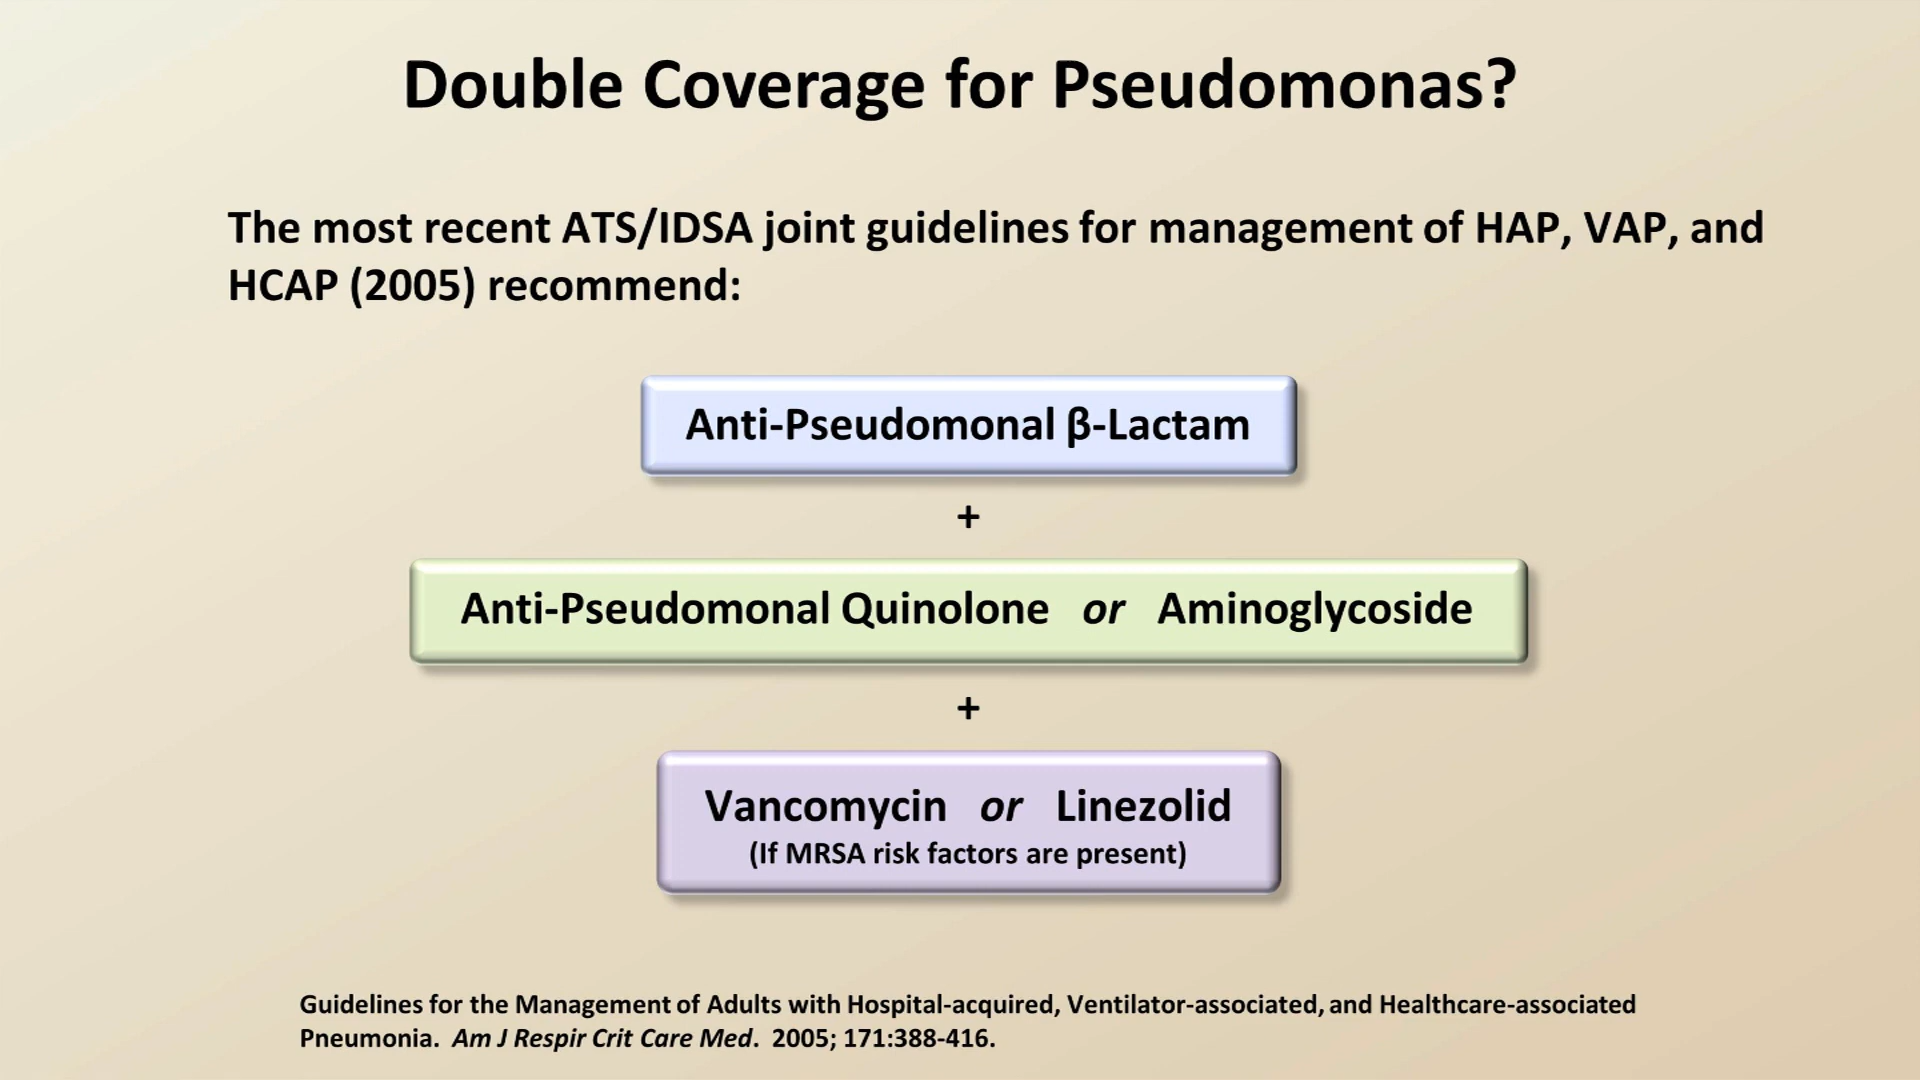 Double Coverage for Pseudomonas?
The most recent ATS/IDSA joint guidelines for management of HAP, VAP, and
HCAP (2005) recommend:
Anti-Pseudomonal β-Lactam
+
Anti-Pseudomonal Quinolone or Aminoglycoside
+
Vancomycin or Linezolid
(If MRSA risk factors are present)
Guidelines for the Management of Adults with Hospital-acquired, Ventilator-associated, and Healthcare-associated
Pneumonia. Am J Respir Crit Care Med. 2005; 171:388-416.